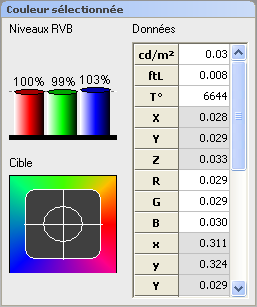 Couleur sélectionnée
Niveaux RVB
100% 99% 103%
Cible
Données
cd/m² 0.03
ftL 0.008
T° 6644
X 0.028
Y 0.029
Z 0.033
R 0.029
G 0.029
B 0.030
x 0.311
y 0.324
Y 0.029